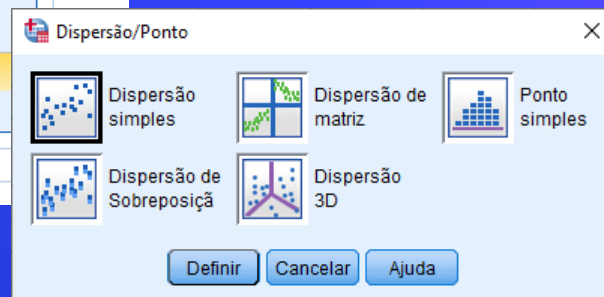 Dispersão/Ponto
Dispersão
simples
Dispersão de
matriz
Ponto
simples
Dispersão de
Sobreposiçã
Dispersão
3D
Definir
Cancelar
Ajuda